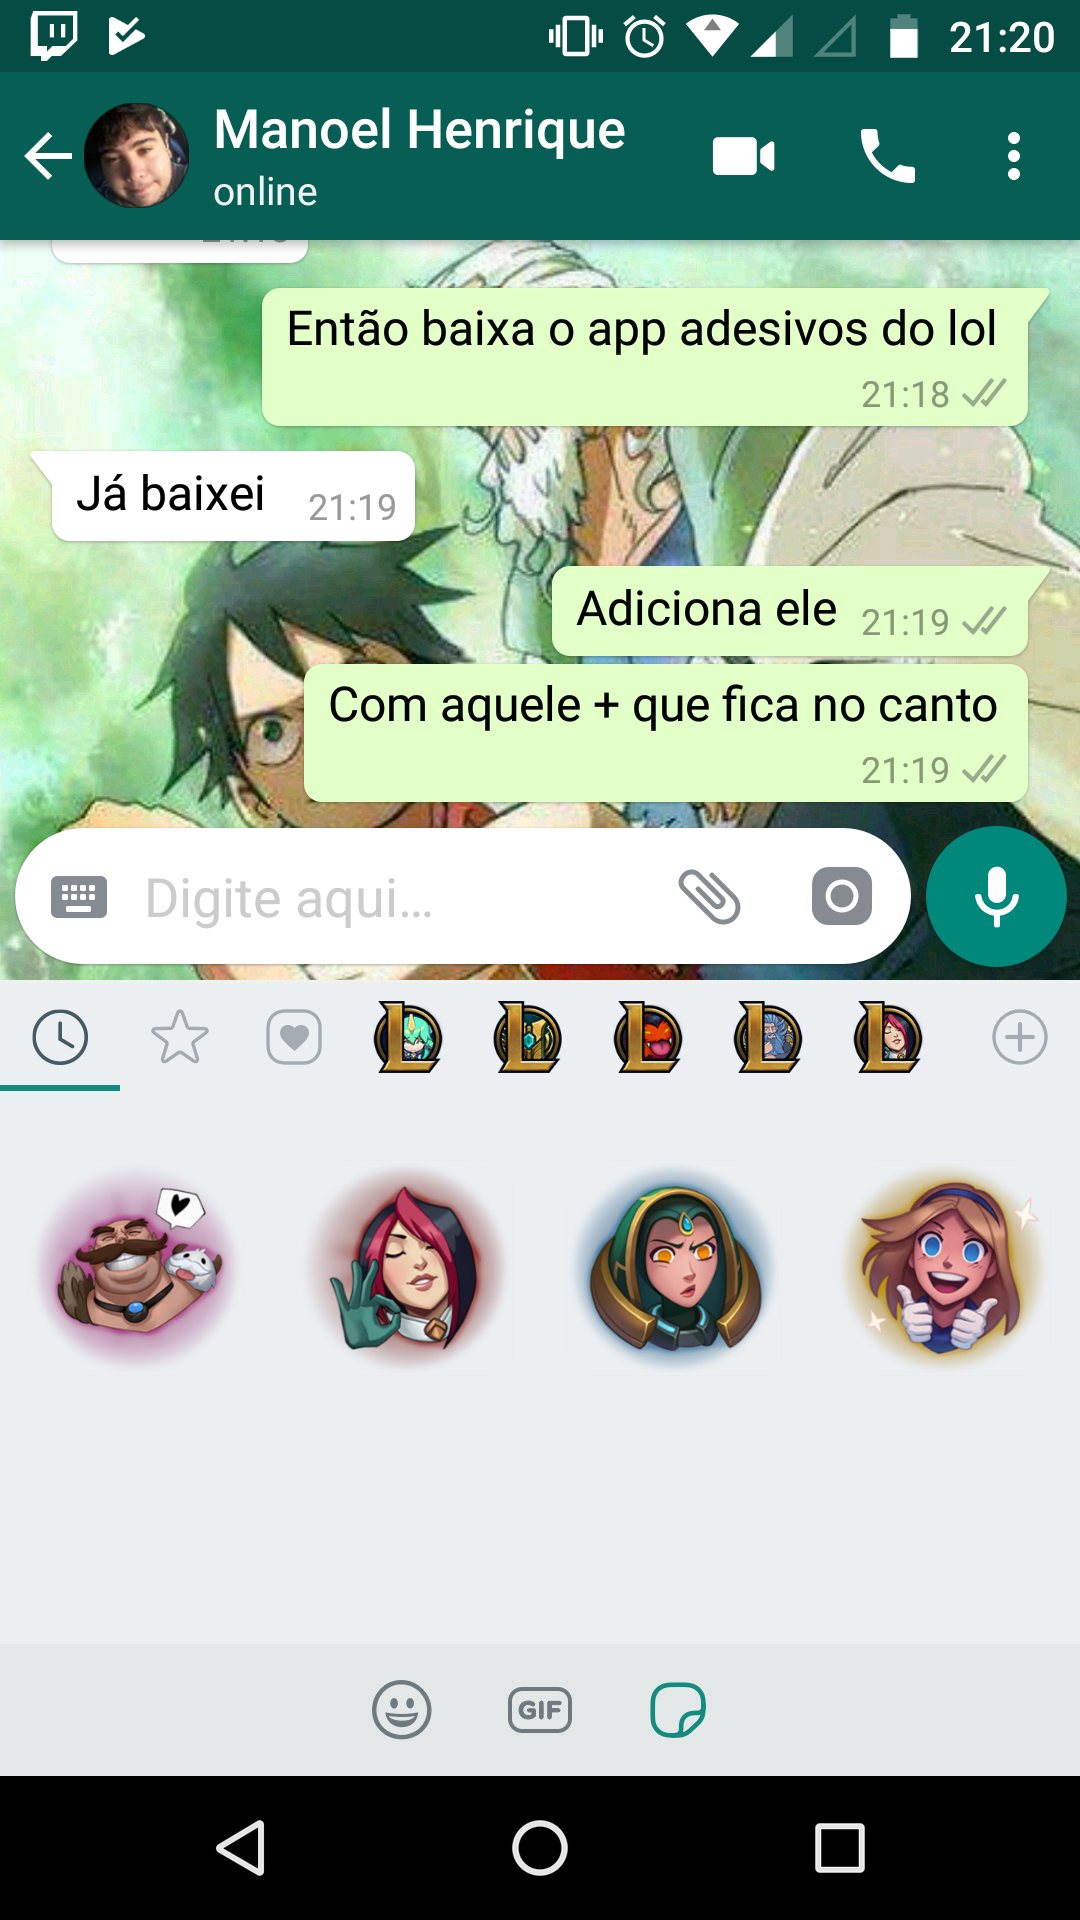 21:20
Manoel Henrique
online
Então baixa o app adesivos do lol
21:18
Já baixei 21:19
Adiciona ele 21:19
Com aquele + que fica no canto
21:19
Digite aqui...
GIF